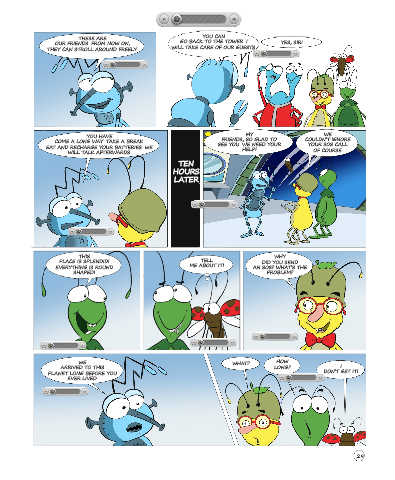 THESE ARE
OUR FRIENDS FROM NOW ON,
THEY CAN STROLL AROUND FREELY.
YOU CAN
GO BACK TO THE TOWER. I
WILL TAKE CARE OF OUR GUESTS.
YES, SIR!
YOU HAVE
COME A LONG WAY. TAKE A BREAK
EAT AND RECHARGE YOUR BATTERIES. WE
WILL TALK AFTERWARDS
TEN
HOURS
LATER
MY
FRIENDS, SO GLAD TO
SEE YOU. WE NEED YOUR
HELP!
WE
COULDN'T IGNORE
YOUR SOS CALL
OF COURSE
THIS
PLACE IS SPLENDID!
EVERYTHING IS ROUND
SHAPED!
TELL
ME ABOUT IT!
WHY
DID YOU SEND
AN SOS? WHAT'S THE
PROBLEM?
WE
ARRIVED TO THIS
PLANET LONG BEFORE YOU
EVER LIVED
WHAT?
HOW
LONG?
DON'T GET IT!
29